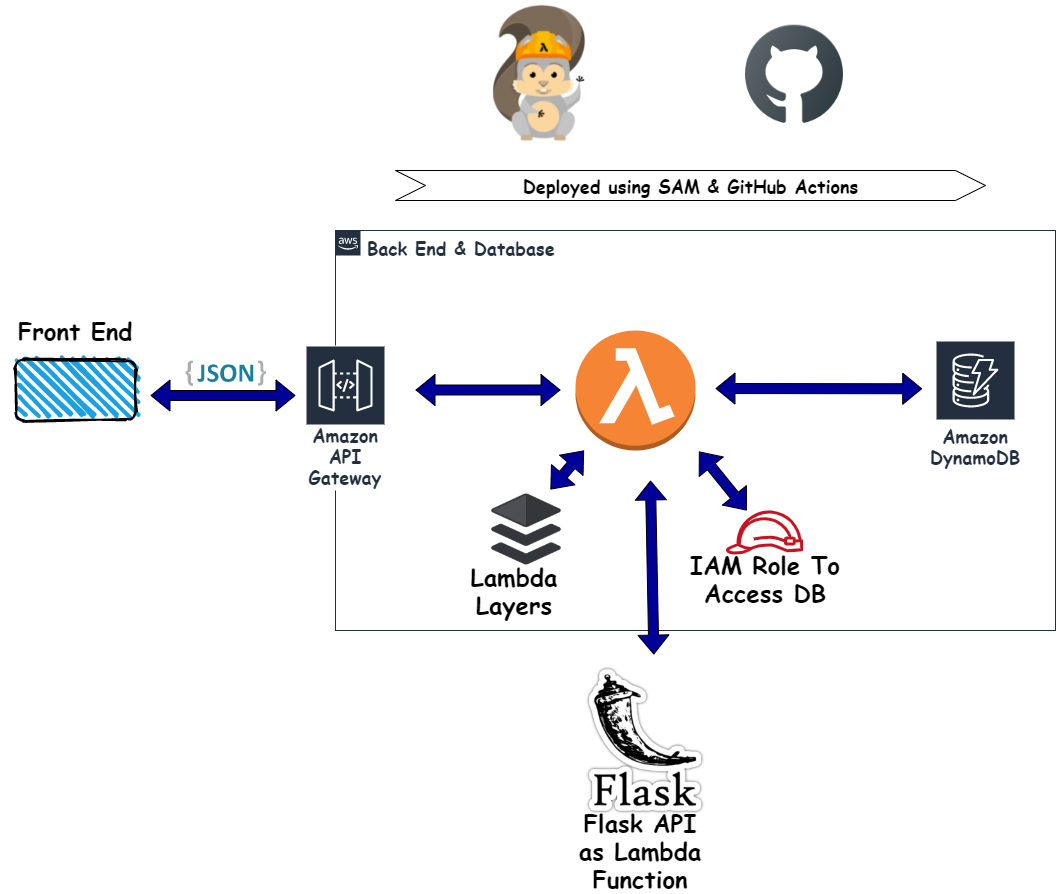 λ
Deployed using SAM & GitHub Actions
aws
Back End & Database
Front End
{JSON}
</>
Amazon
API
Gateway
λ
Amazon
DynamoDB
Lambda
Layers
IAM Role To
Access DB
Flask
Flask API
as Lambda
Function